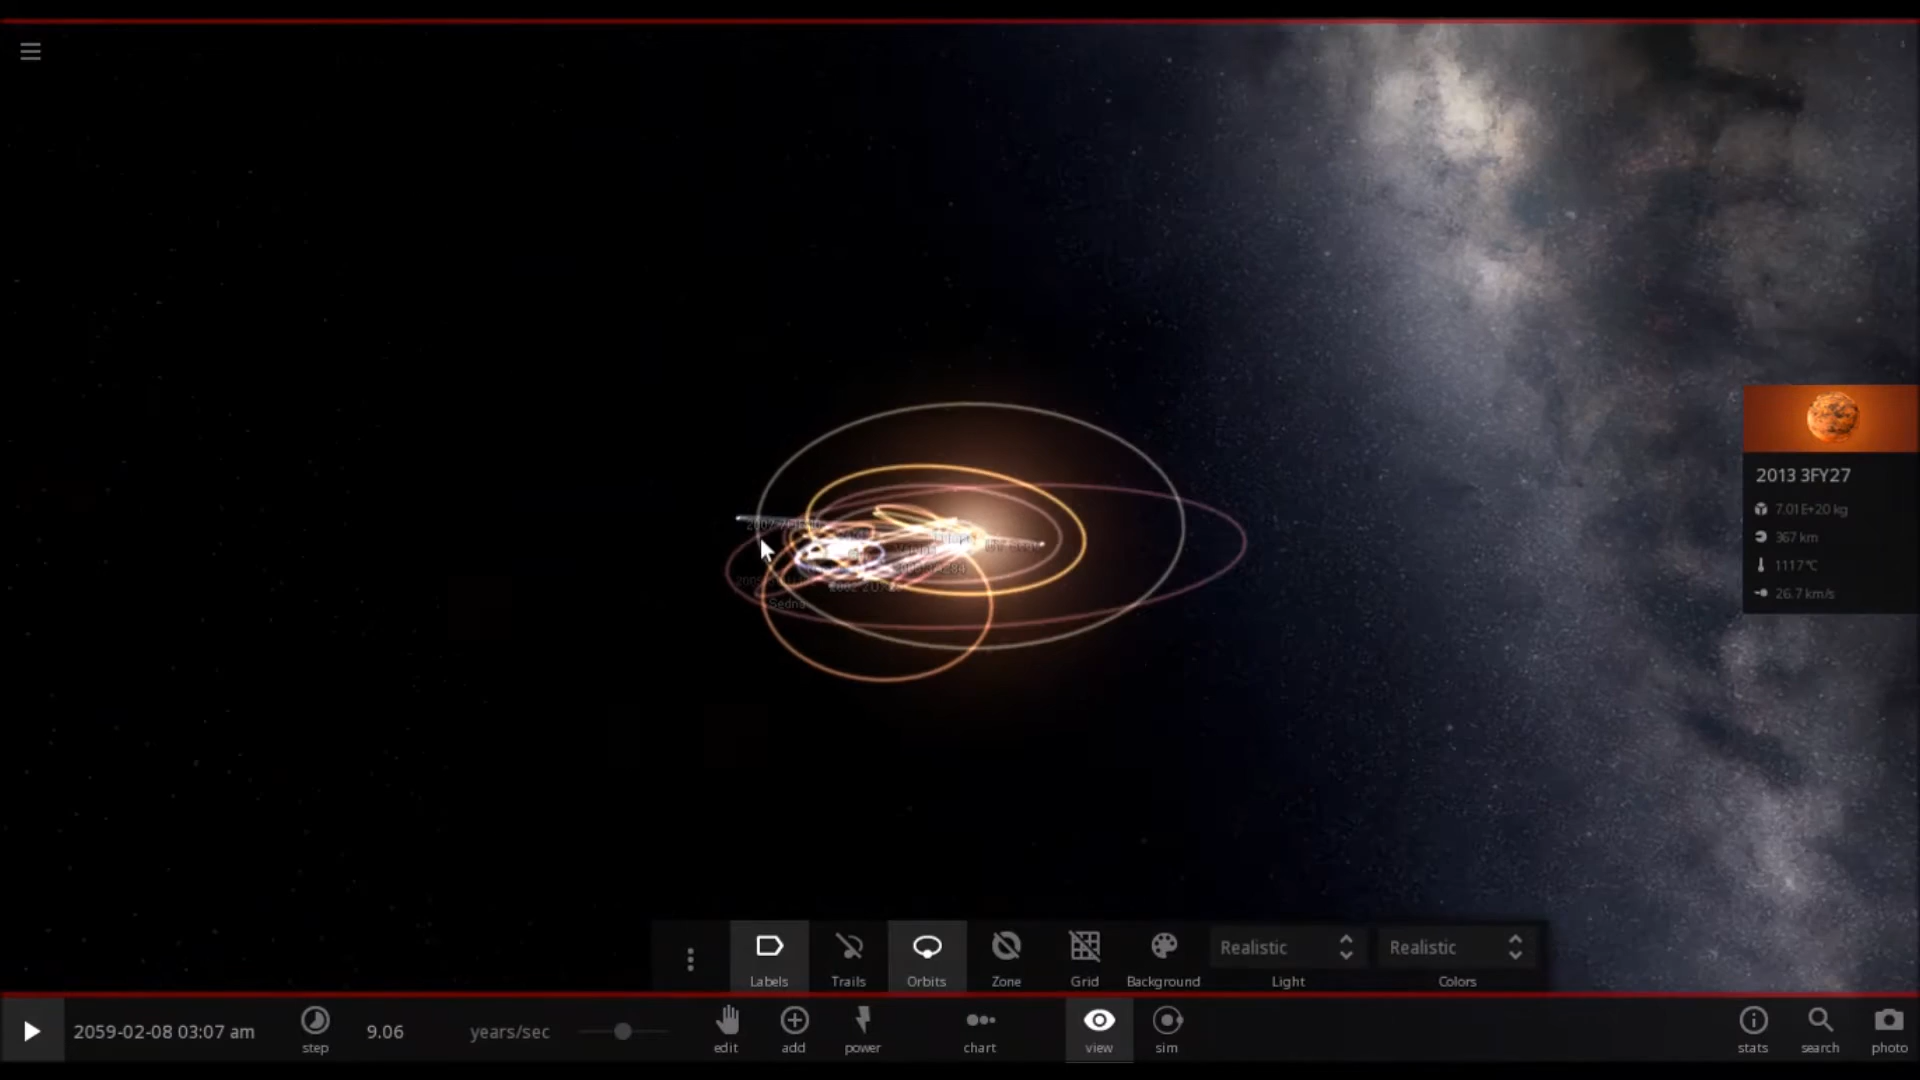 2013 3FY27
7.01E+20 kg
367 km
1117°C
26.7 km/s
Sedna
Realistic
Realistic
Labels
Trails
Orbits
Zone
Grid
Background
Light
Colors
2059-02-08 03:07 am
step
9.06
years/sec
edit
add
power
chart
view
sim
stats
search
photo